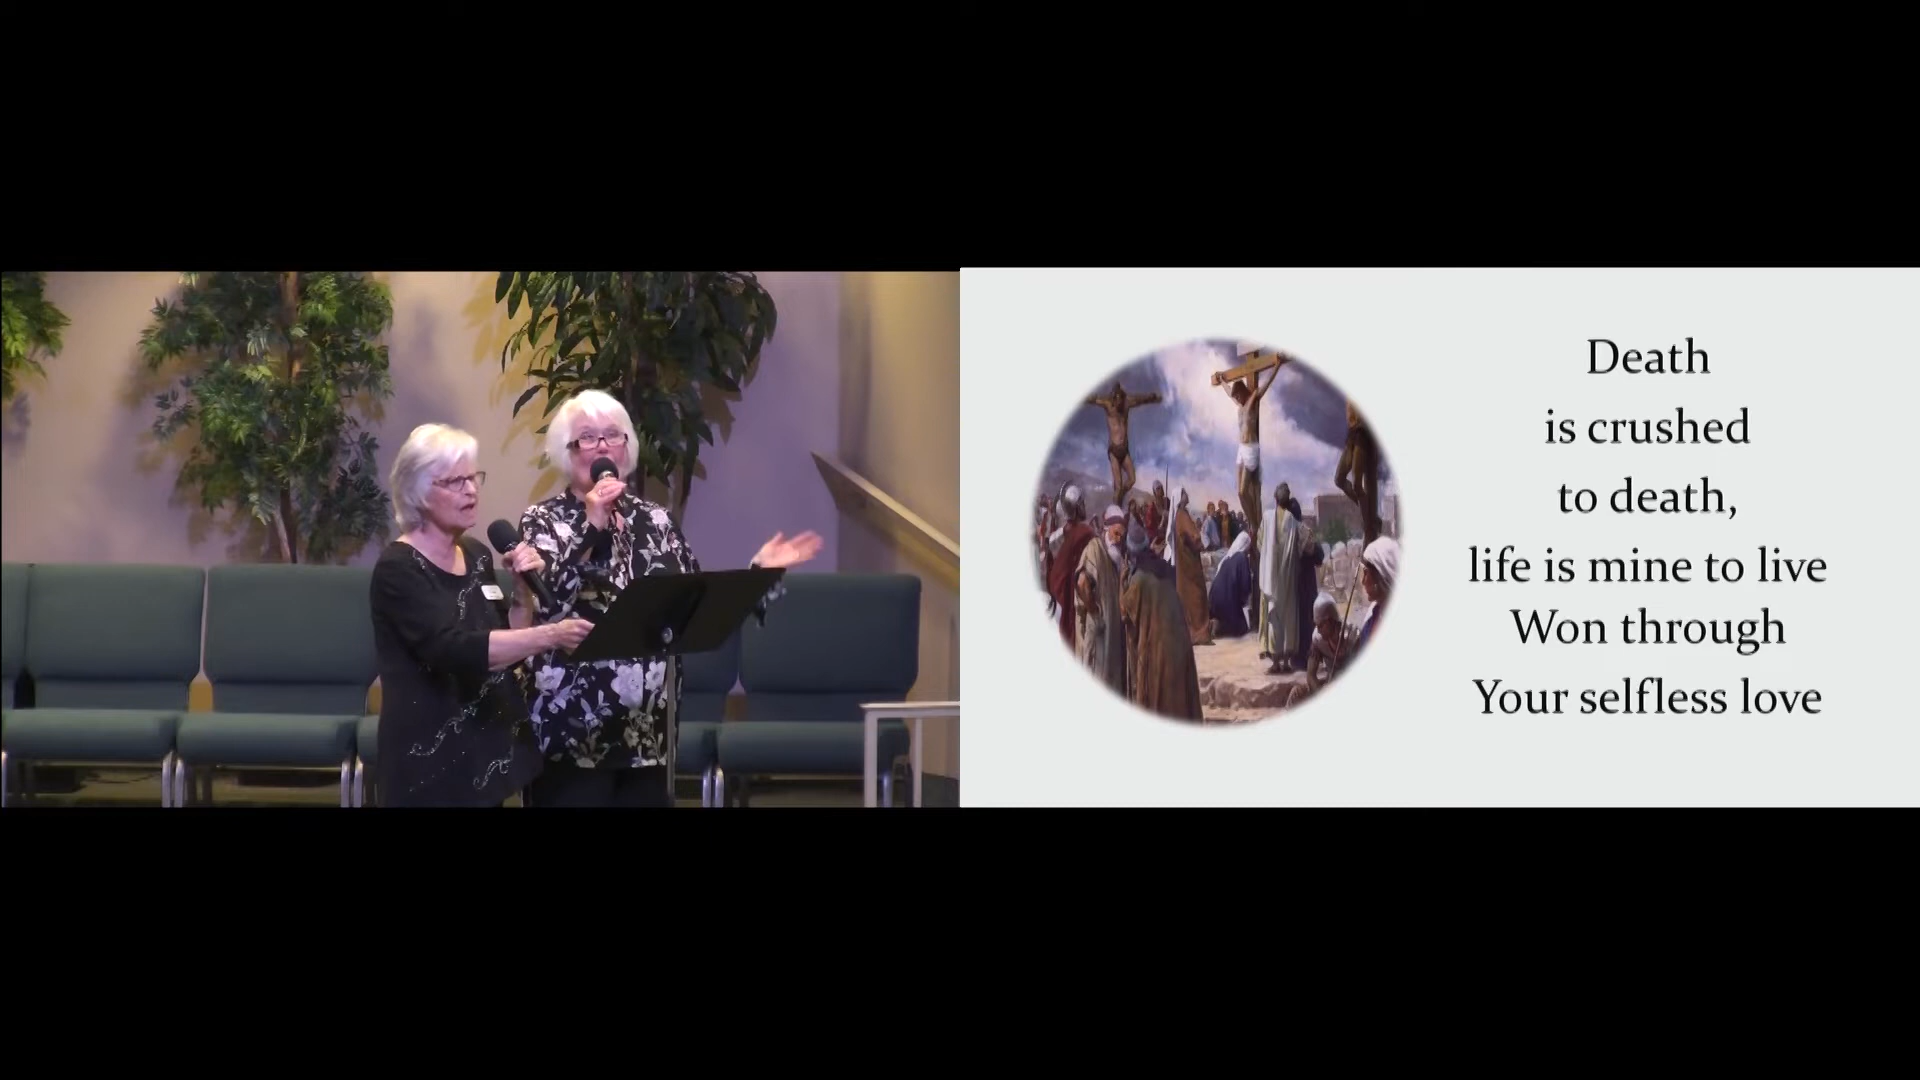 Death
is crushed
to death,
life is mine to live
Won through
Your selfless love